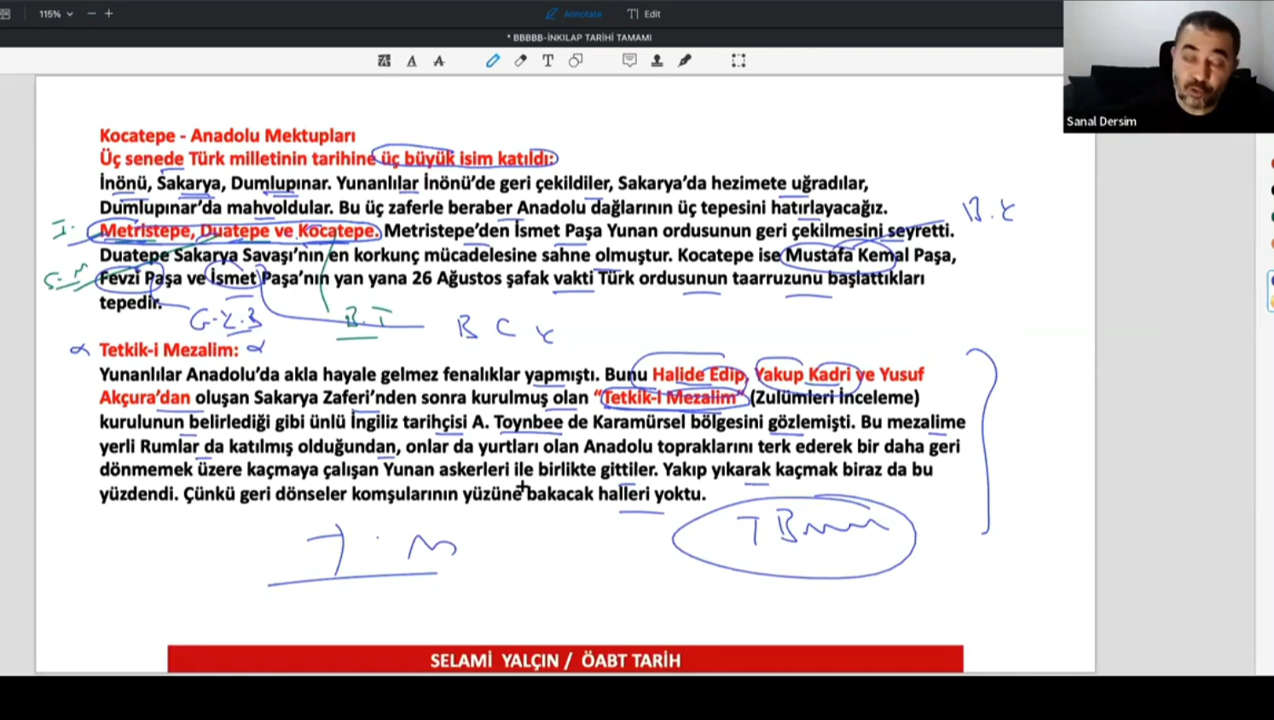 115%
Annotate
Edit
* BBBBB-İNKILAP TARİHİ TAMAMI
Sanal Dersim
Kocatepe - Anadolu Mektupları
Üç senede Türk milletinin tarihine üç büyük isim katıldı:
İnönü, Sakarya, Dumlupınar. Yunanlılar İnönü’de geri çekildiler, Sakarya’da hezimete uğradılar,
Dumlupınar’da mahvoldular. Bu üç zaferle beraber Anadolu dağlarının üç tepesini hatırlayacağız.
B.K
Metristepe, Duatepe ve Kocatepe. Metristepe’den İsmet Paşa Yunan ordusunun geri çekilmesini seyretti.
Duatepe Sakarya Savaşı’nın en korkunç mücadelesine sahne olmuştur. Kocatepe ise Mustafa Kemal Paşa,
S.M
Fevzi Paşa ve İsmet Paşa’nın yan yana 26 Ağustos şafak vakti Türk ordusunun taarruzunu başlattıkları
tepedir.
G.K.B
B.T
B C K
Tetkik-i Mezalim:
Yunanlılar Anadolu’da akla hayale gelmez fenalıklar yapmıştı. Bunu Halide Edip, Yakup Kadri ve Yusuf
Akçura’dan oluşan Sakarya Zaferi’nden sonra kurulmuş olan “Tetkik-i Mezalim” (Zulümleri İnceleme)
kurulunun belirlediği gibi ünlü İngiliz tarihçisi A. Toynbee de Karamürsel bölgesini gözlemişti. Bu mezalime
yerli Rumlar da katılmış olduğundan, onlar da yurtları olan Anadolu topraklarını terk ederek bir daha geri
dönmemek üzere kaçmaya çalışan Yunan askerleri ile birlikte gittiler. Yakıp yıkarak kaçmak biraz da bu
yüzdendi. Çünkü geri dönseler komşularının yüzüne bakacak halleri yoktu.
T.M
TBMM
SELAMİ YALÇIN / ÖABT TARİH